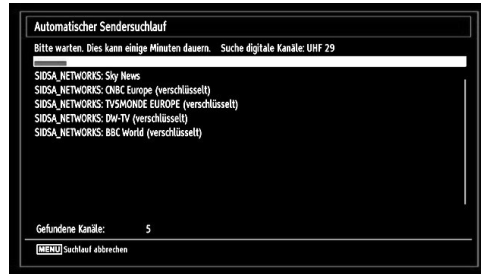 Automatischer Sendersuchlauf
Bitte warten. Dies kann einige Minuten dauern. Suche digitale Kanäle: UHF 29
SIDSA_NETWORKS: Sky News
SIDSA_NETWORKS: CNBC Europe (verschlüsselt)
SIDSA_NETWORKS: TV5MONDE EUROPE (verschlüsselt)
SIDSA_NETWORKS: DW-TV (verschlüsselt)
SIDSA_NETWORKS: BBC World (verschlüsselt)
Gefundene Kanäle: 5
MENU Suchlauf abbrechen